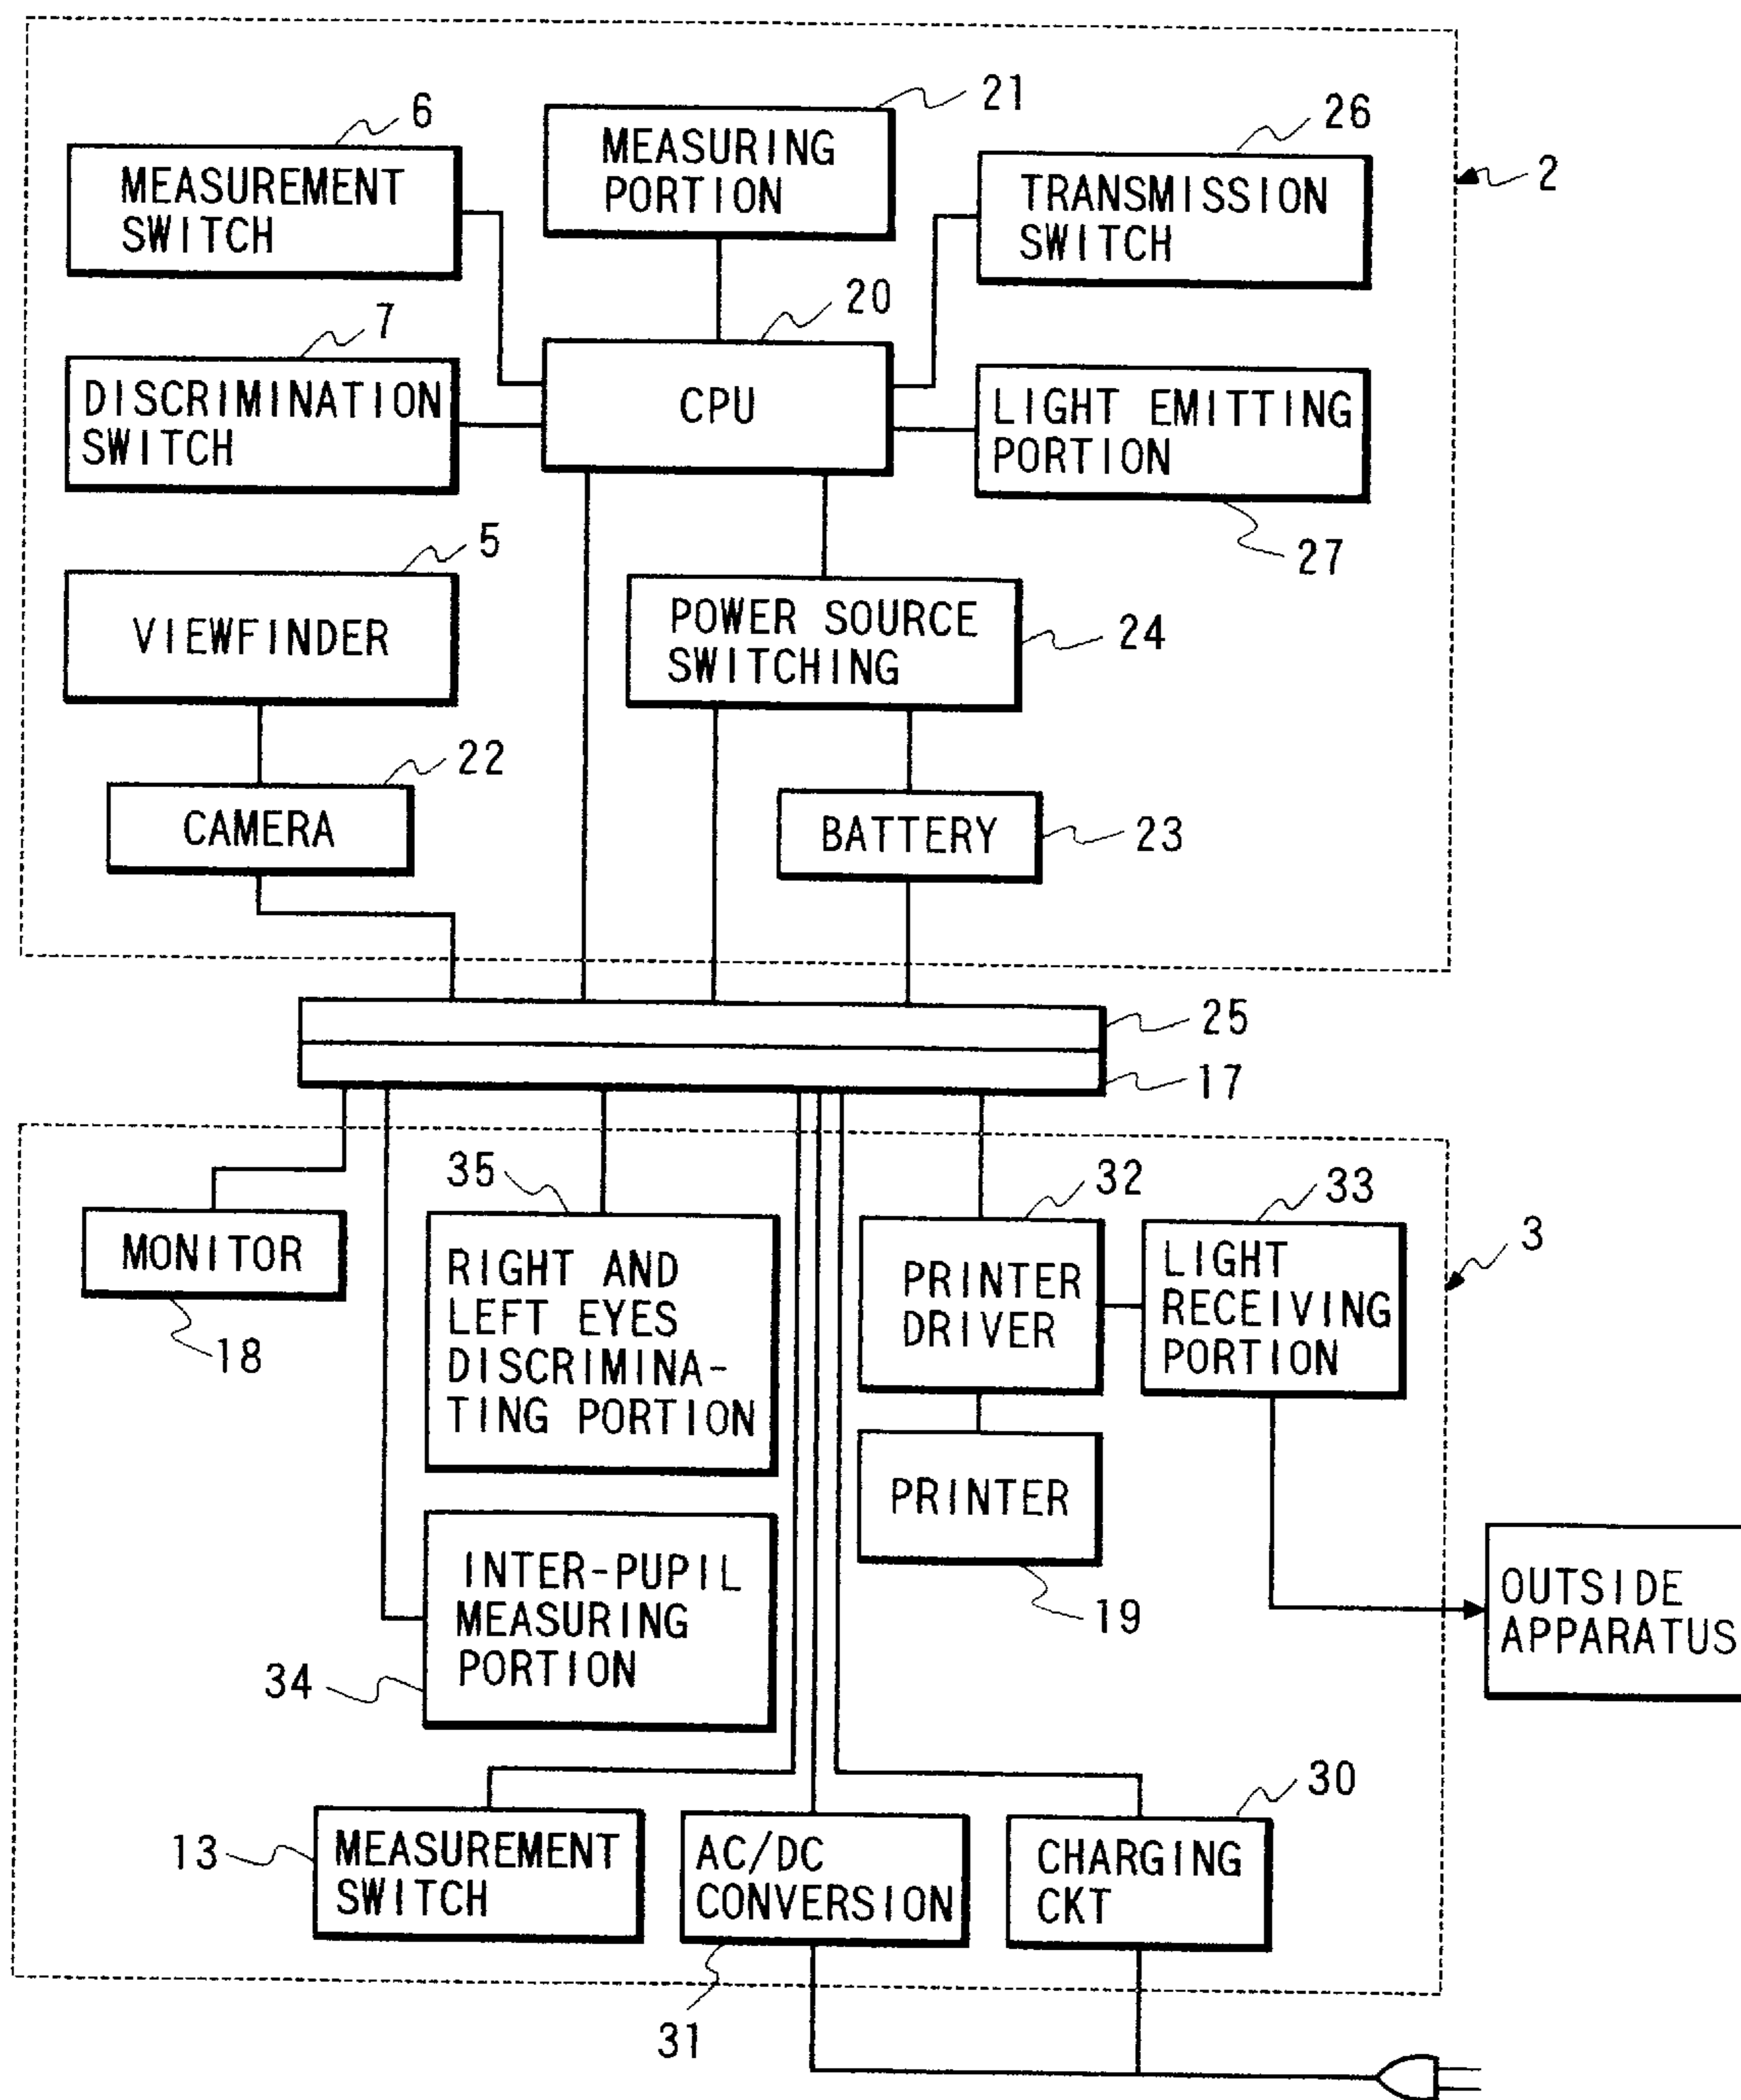 6
MEASUREMENT
SWITCH
21
MEASURING
PORTION
26
TRANSMISSION
SWITCH
2
7
DISCRIMINATION
SWITCH
20
CPU
LIGHT EMITTING
PORTION
27
5
VIEWFINDER
POWER SOURCE
SWITCHING
24
22
CAMERA
BATTERY
23
25
17
MONITOR
18
35
RIGHT AND
LEFT EYES
DISCRIMINA-
TING PORTION
32
PRINTER
DRIVER
33
LIGHT
RECEIVING
PORTION
3
PRINTER
19
INTER-PUPIL
MEASURING
PORTION
34
OUTSIDE
APPARATUS
13
MEASUREMENT
SWITCH
AC/DC
CONVERSION
31
30
CHARGING
CKT